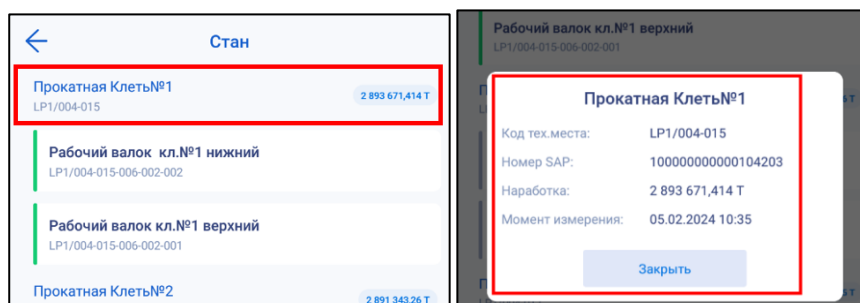 Стан
Прокатная Клеть№1
2 893 671,414 Т
LP1/004-015
Рабочий валок кл.№1 нижний
LP1/004-015-006-002-002
Рабочий валок кл.№1 верхний
LP1/004-015-006-002-001
Прокатная Клеть№2
2 891 343,26 Т
Рабочий валок кл.№1 верхний
LP1/004-015-006-002-001
Прокатная Клеть№1
Код тех.места: LP1/004-015
Номер SAP: 100000000000104203
Наработка: 2 893 671,414 Т
Момент измерения: 05.02.2024 10:35
Закрыть